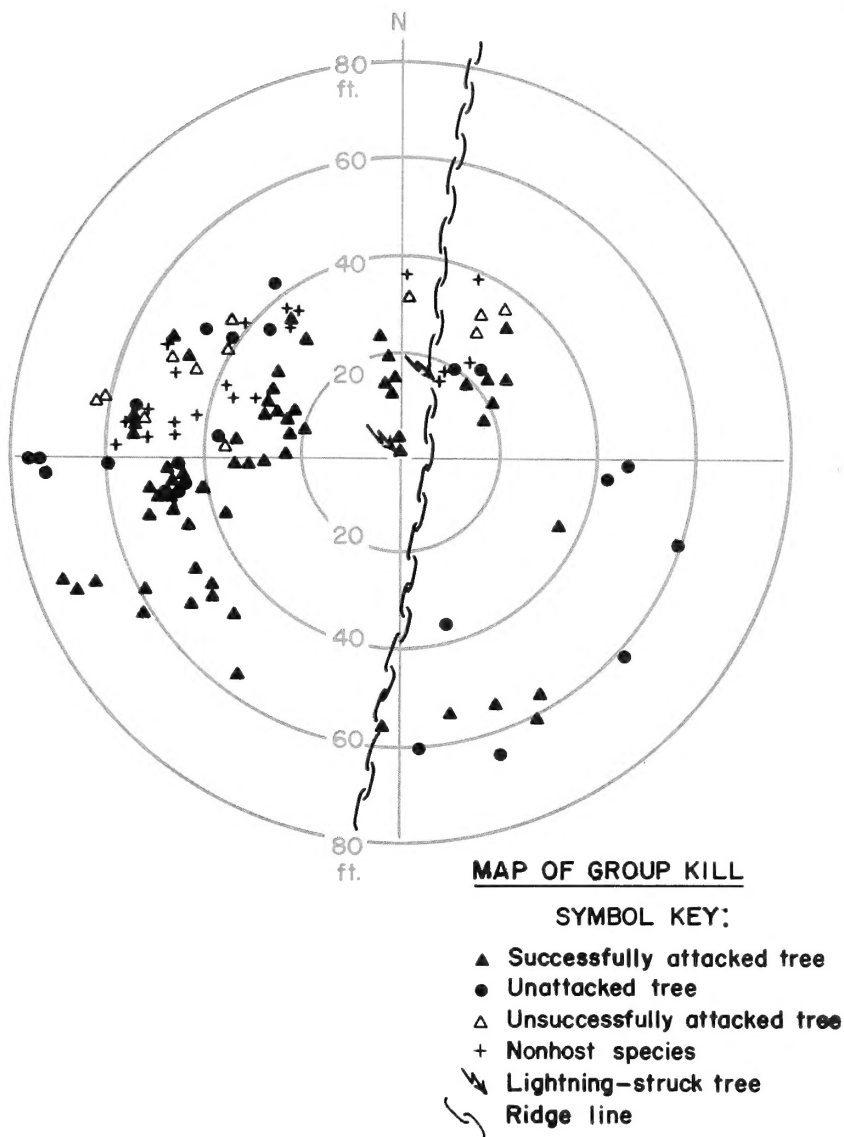 N
80
ft.
60
40
20
20
40
60
80
ft.
MAP OF GROUP KILL
SYMBOL KEY:
Successfully attacked tree
Unattacked tree
Unsuccessfully attacked tree
Nonhost species
Lightning-struck tree
Ridge line